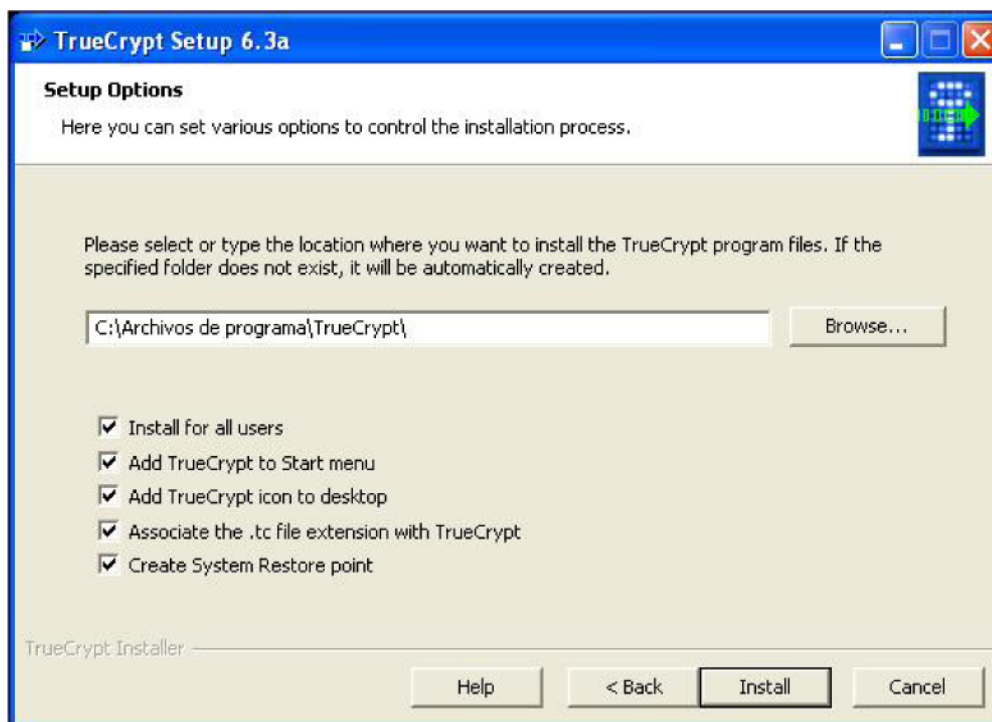 TrueCrypt Setup 6.3a
Setup Options
Here you can set various options to control the installation process.
Please select or type the location where you want to install the TrueCrypt program files. If the
specified folder does not exist, it will be automatically created.
C:\Archivos de programa\TrueCrypt\
Browse...
Install for all users
Add TrueCrypt to Start menu
Add TrueCrypt icon to desktop
Associate the .tc file extension with TrueCrypt
Create System Restore point
TrueCrypt Installer
Help
< Back
Install
Cancel